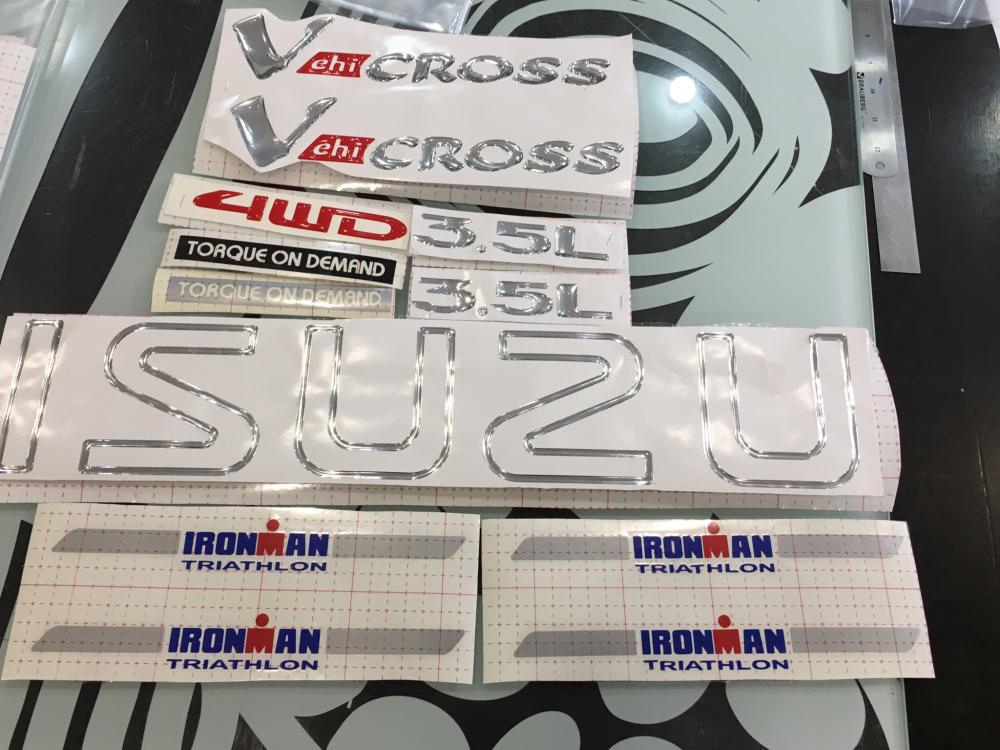 VehiCROSS
VehiCROSS
4WD
3.5L
TORQUE ON DEMAND
TORQUE ON DEMAND
3.5L
ISUZU
IRONMAN
TRIATHLON
IRONMAN
TRIATHLON
IRONMAN
TRIATHLON
IRONMAN
TRIATHLON
BRAUBERG